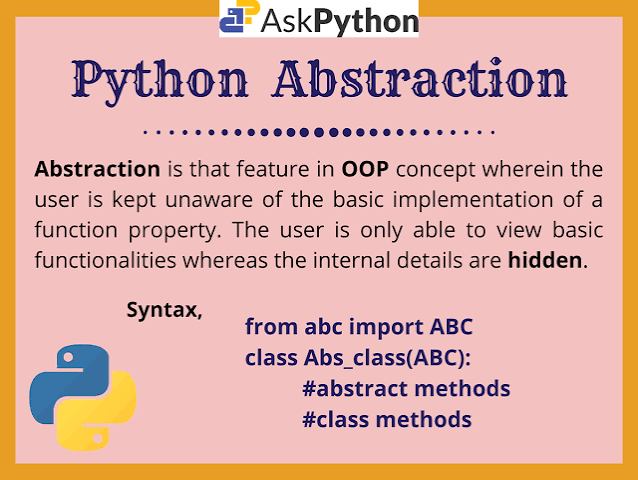 AskPython
Python Abstraction
Abstraction is that feature in OOP concept wherein the
user is kept unaware of the basic implementation of a
function property. The user is only able to view basic
functionalities whereas the internal details are hidden.
Syntax,
from abc import ABC
class Abs_class(ABC):
#abstract methods
#class methods